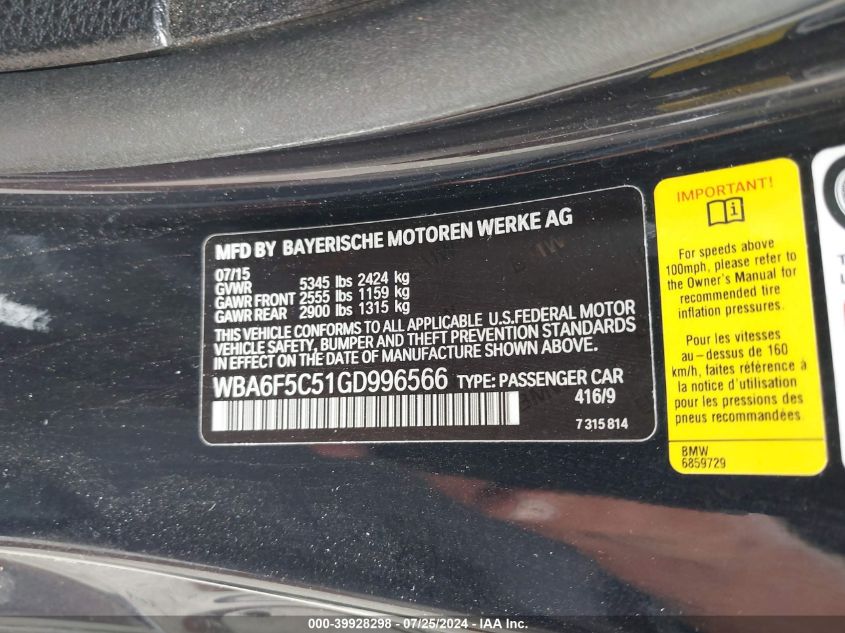 MFD BY BAYERISCHE MOTOREN WERKE AG
07/15
GVWR 5345 lbs 2424 kg
GAWR FRONT 2555 lbs 1159 kg
GAWR REAR 2900 lbs 1315 kg
THIS VEHICLE CONFORMS TO ALL APPLICABLE U.S.FEDERAL MOTOR
VEHICLE SAFETY, BUMPER AND THEFT PREVENTION STANDARDS
IN EFFECT ON THE DATE OF MANUFACTURE SHOWN ABOVE.
WBA6F5C51GD996566 TYPE: PASSENGER CAR
416/9
7 315 814
IMPORTANT!
For speeds above
100mph, please refer to
the Owner's Manual for
recommended tire
inflation pressures.
Pour les vitesses
au-dessus de 160
km/h, faites référence à
la notice d'utilisation
pour les pressions des
pneus recommandées.
BMW
6859729
000-39928298 - 07/25/2024 - IAA Inc.